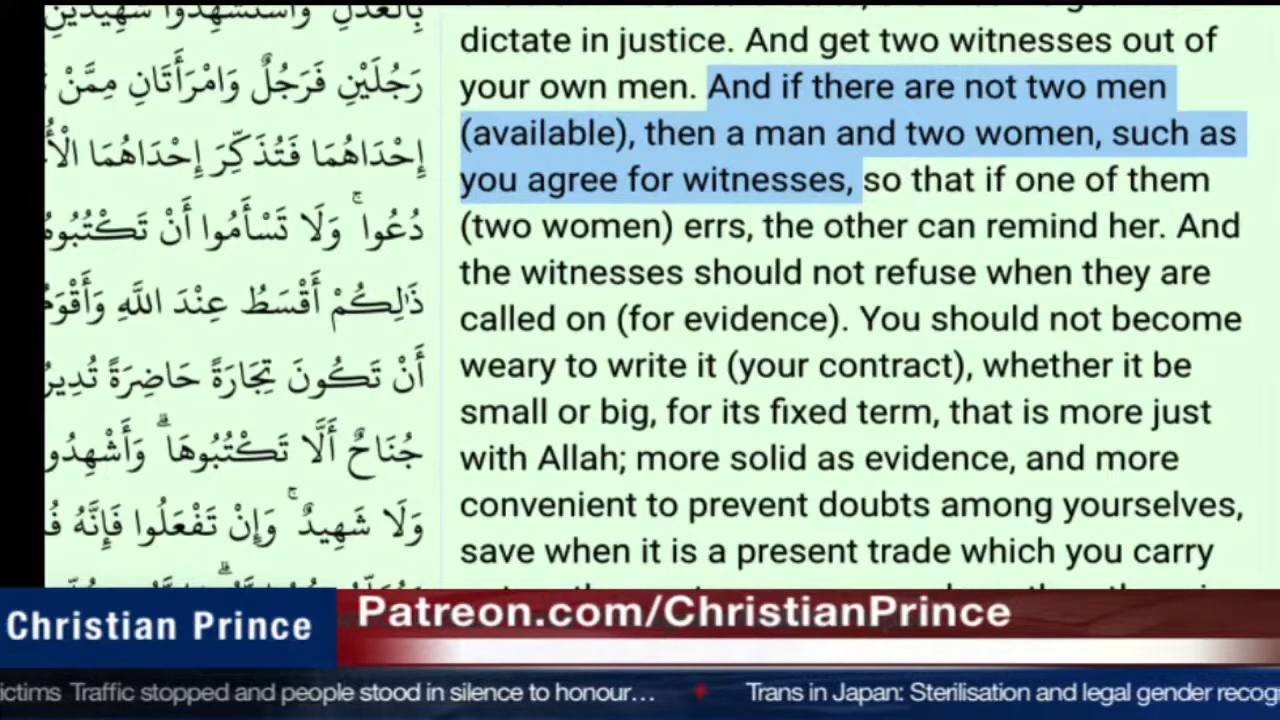 بِالْعَدْلِ ۚ وَاسْتَشْهِدُوا شَهِيدَيْنِ
رَجُلَيْنِ فَرَجُلٌ وَامْرَأَتَانِ مِمَّنْ
إِحْدَاهُمَا فَتُذَكِّرَ إِحْدَاهُمَا
دُعُوا ۚ وَلَا تَسْأَمُوا أَنْ تَكْتُبُوهُ
ذَٰلِكُمْ أَقْسَطُ عِنْدَ اللَّهِ
أَنْ تَكُونَ تِجَارَةً حَاضِرَةً
جُنَاحٌ أَلَّا تَكْتُبُوهَا ۗ
وَلَا شَهِيدٌ ۚ وَإِنْ تَفْعَلُوا فَإِنَّهُ
dictate in justice. And get two witnesses out of
your own men. And if there are not two men
(available), then a man and two women, such as
you agree for witnesses, so that if one of them
(two women) errs, the other can remind her. And
the witnesses should not refuse when they are
called on (for evidence). You should not become
weary to write it (your contract), whether it be
small or big, for its fixed term, that is more just
with Allah; more solid as evidence, and more
convenient to prevent doubts among yourselves,
save when it is a present trade which you carry
Christian Prince
Patreon.com/ChristianPrince
ictims Traffic stopped and people stood in silence to honour... Trans in Japan: Sterilisation and legal gender recog